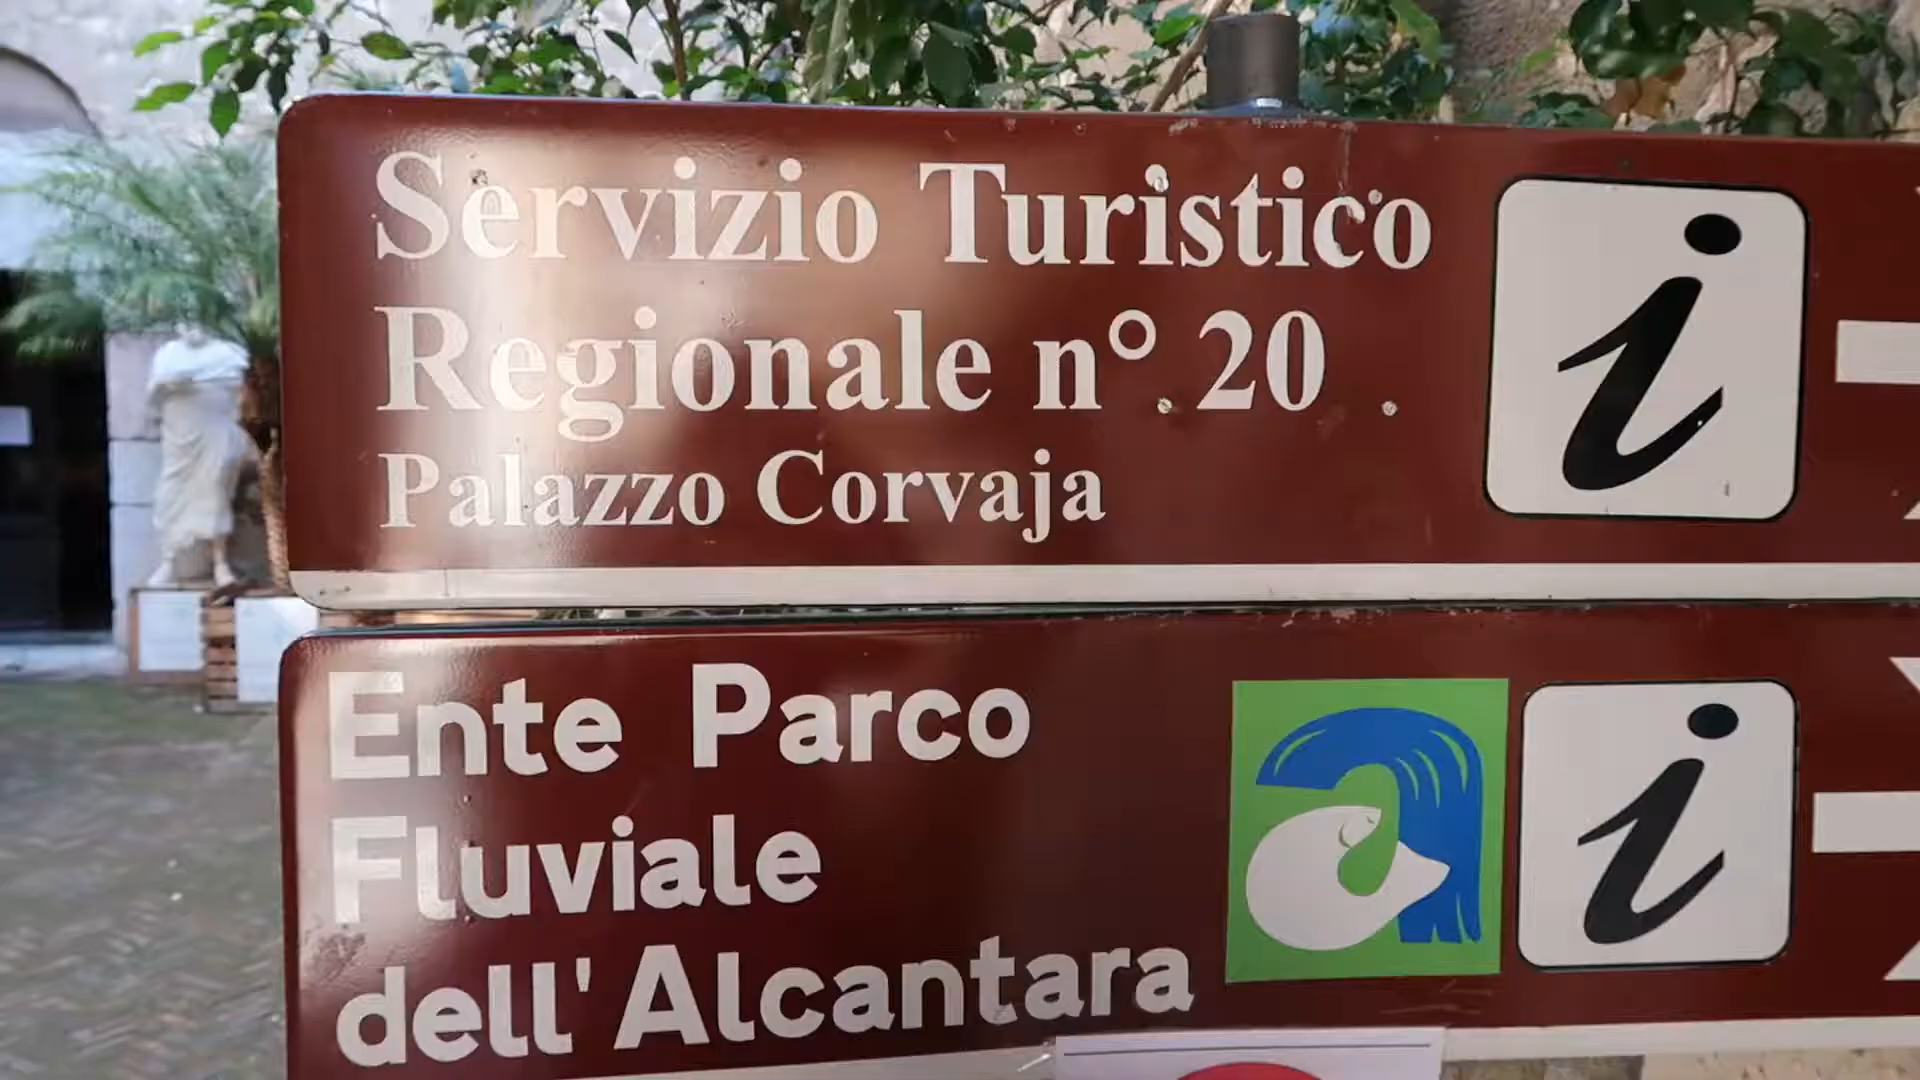 Servizio Turistico
Regionale n° 20
Palazzo Corvaja
i
Ente Parco
Fluviale
dell'Alcantara
a
i